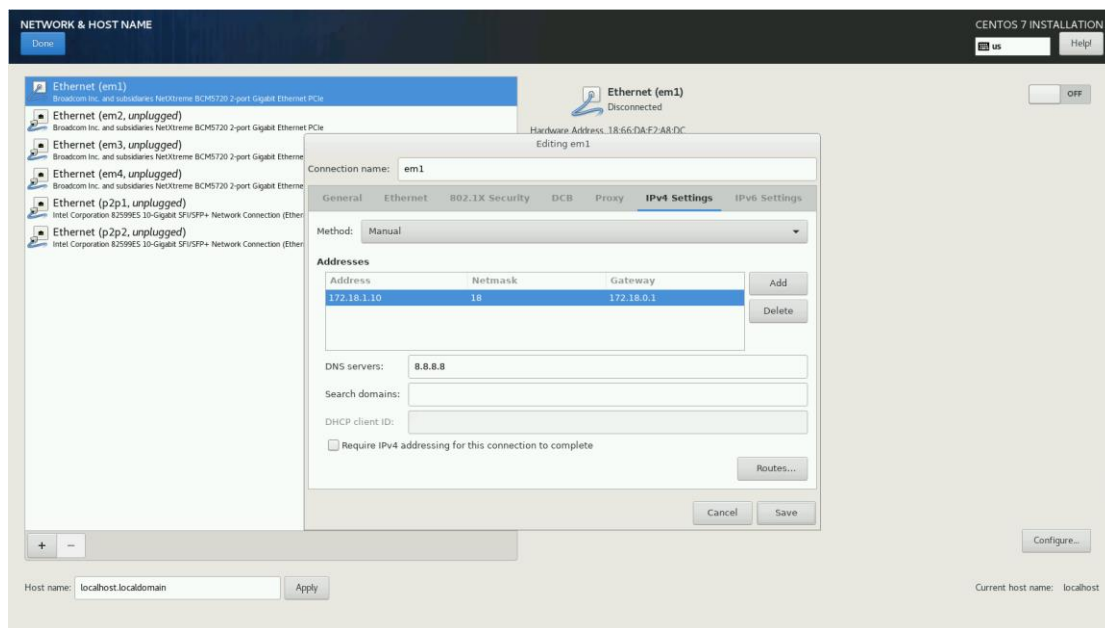 NETWORK & HOST NAME
Done
CENTOS 7 INSTALLATION
us
Help!
Ethernet (em1)
Broadcom Inc. and subsidiaries NetXtreme BCM5720 2-port Gigabit Ethernet PCIe
Ethernet (em2, unplugged)
Broadcom Inc. and subsidiaries NetXtreme BCM5720 2-port Gigabit Ethernet PCIe
Ethernet (em3, unplugged)
Broadcom Inc. and subsidiaries NetXtreme BCM5720 2-port Gigabit Etherne
Ethernet (em4, unplugged)
Broadcom Inc. and subsidiaries NetXtreme BCM5720 2-port Gigabit Etherne
Ethernet (p2p1, unplugged)
Intel Corporation 82599ES 10-Gigabit SFI/SFP+ Network Connection (Ether
Ethernet (p2p2, unplugged)
Intel Corporation 82599ES 10-Gigabit SFI/SFP+ Network Connection (Ether
Ethernet (em1)
Disconnected
OFF
Hardware Address 18:66:DA:F2:A8:DC
Editing em1
Connection name: em1
General Ethernet 802.1X Security DCB Proxy IPv4 Settings IPv6 Settings
Method: Manual
Addresses
Address Netmask Gateway
172.18.1.10 18 172.18.0.1
Add
Delete
DNS servers: 8.8.8.8
Search domains:
DHCP client ID:
Require IPv4 addressing for this connection to complete
Routes...
Cancel Save
+ −
Configure...
Host name: localhost.localdomain Apply
Current host name: localhost